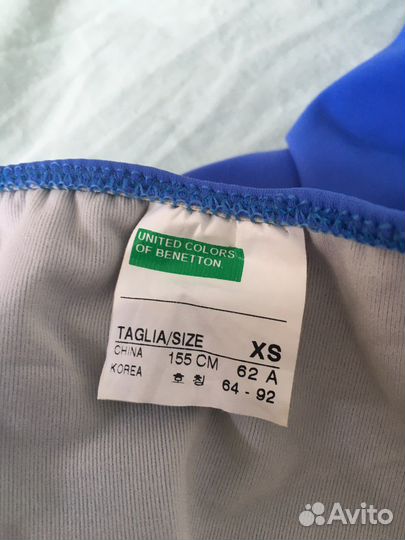 UNITED COLORS
OF BENETTON.
TAGLIA/SIZE XS
CHINA 155 CM 62 A
KOREA 호 칭 64 - 92
Avito